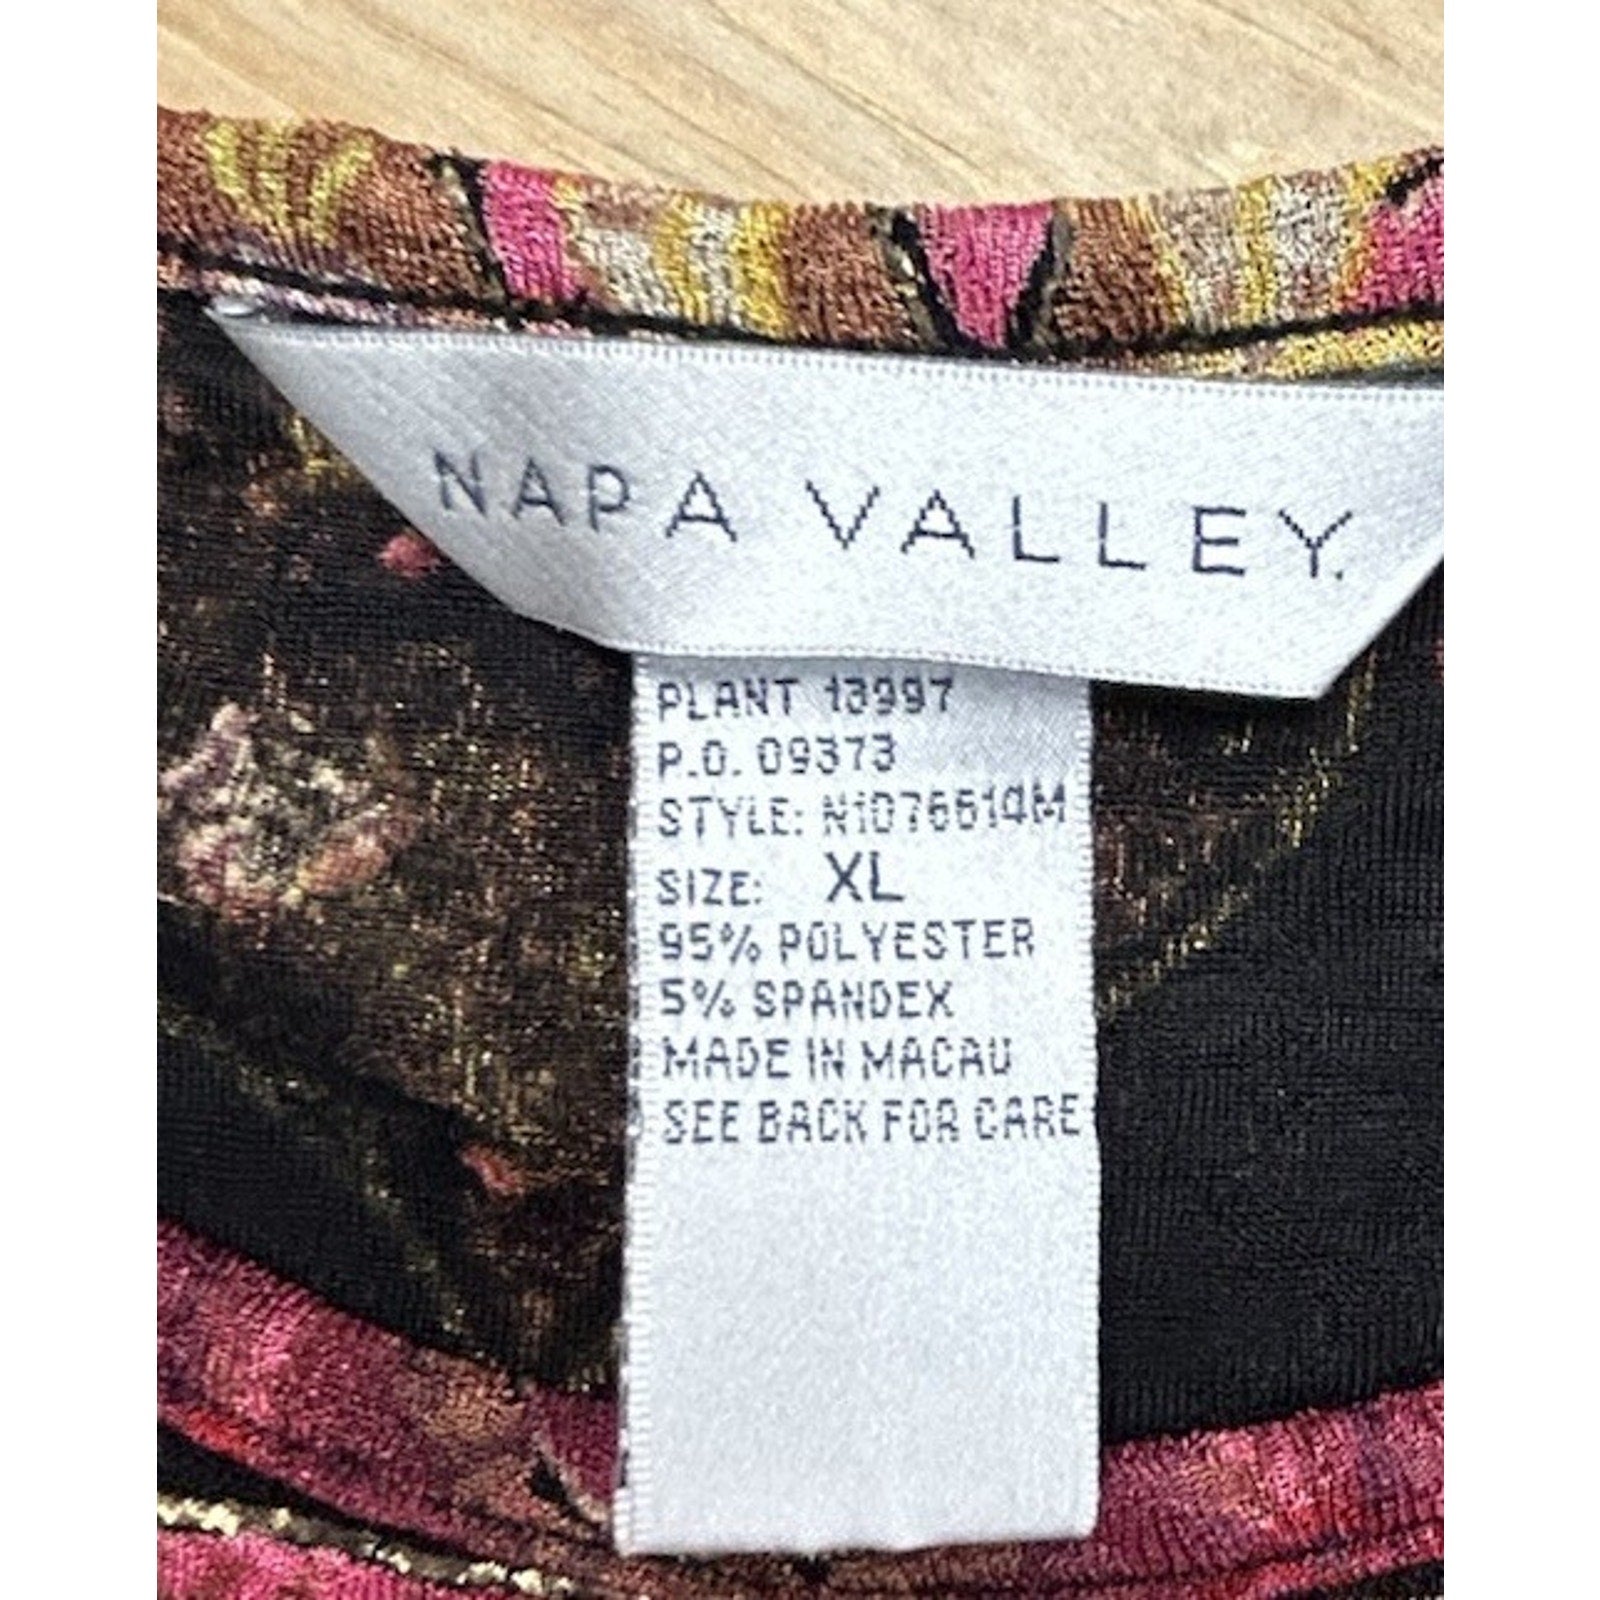 NAPA VALLEY.
PLANT 13997
P.O. 09373
STYLE: N1076614M
SIZE: XL
95% POLYESTER
5% SPANDEX
MADE IN MACAU
SEE BACK FOR CARE